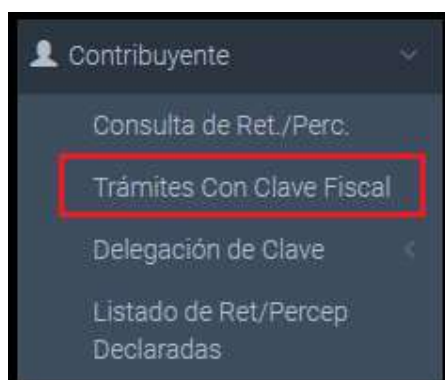 Contribuyente
Consulta de Ret./Perc.
Trámites Con Clave Fiscal
Delegación de Clave
Listado de Ret/Percep
Declaradas